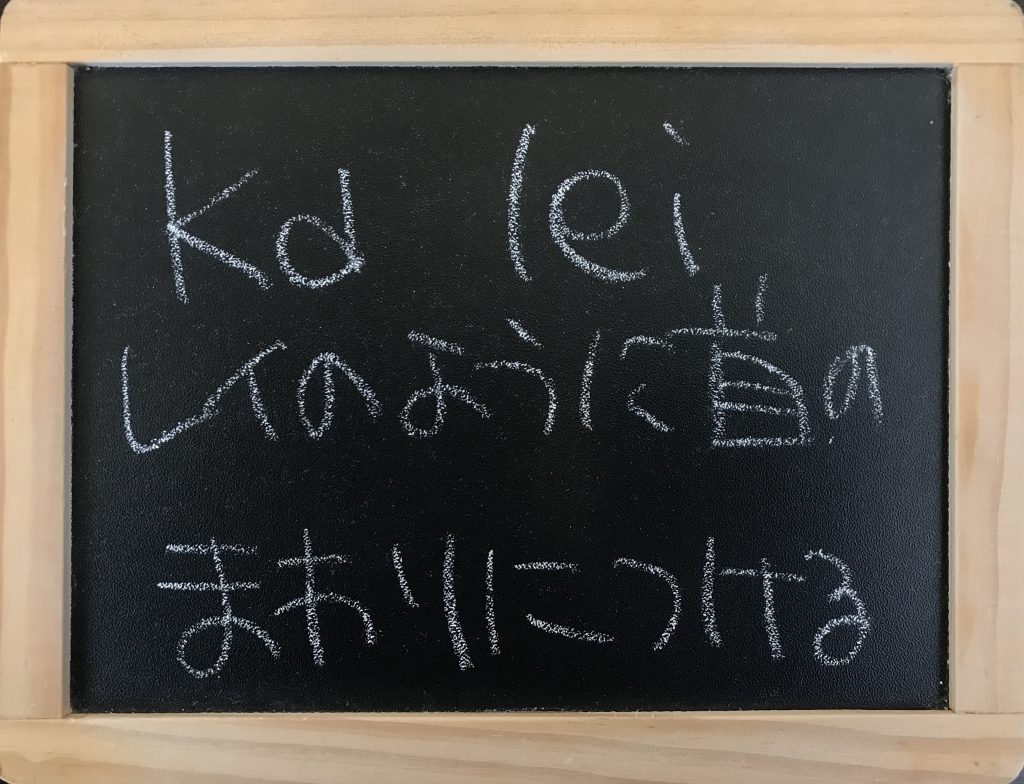 Ka lei
レイのように首の
まわりにつける